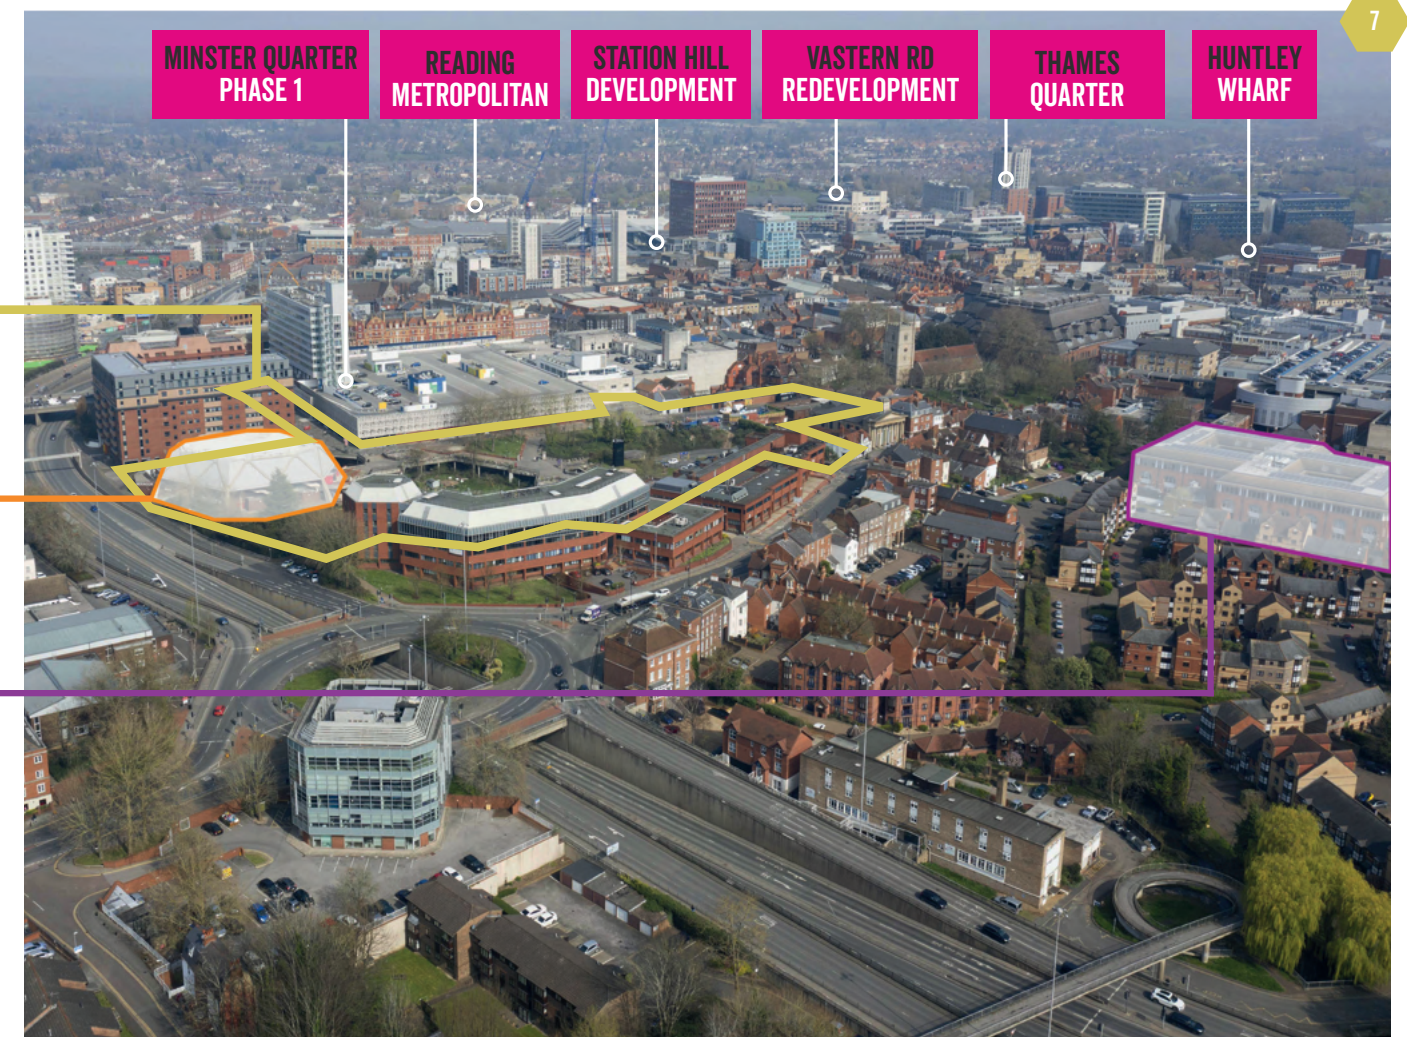 7
MINSTER QUARTER
PHASE 1
READING
METROPOLITAN
STATION HILL
DEVELOPMENT
VASTERN RD
REDEVELOPMENT
THAMES
QUARTER
HUNTLEY
WHARF